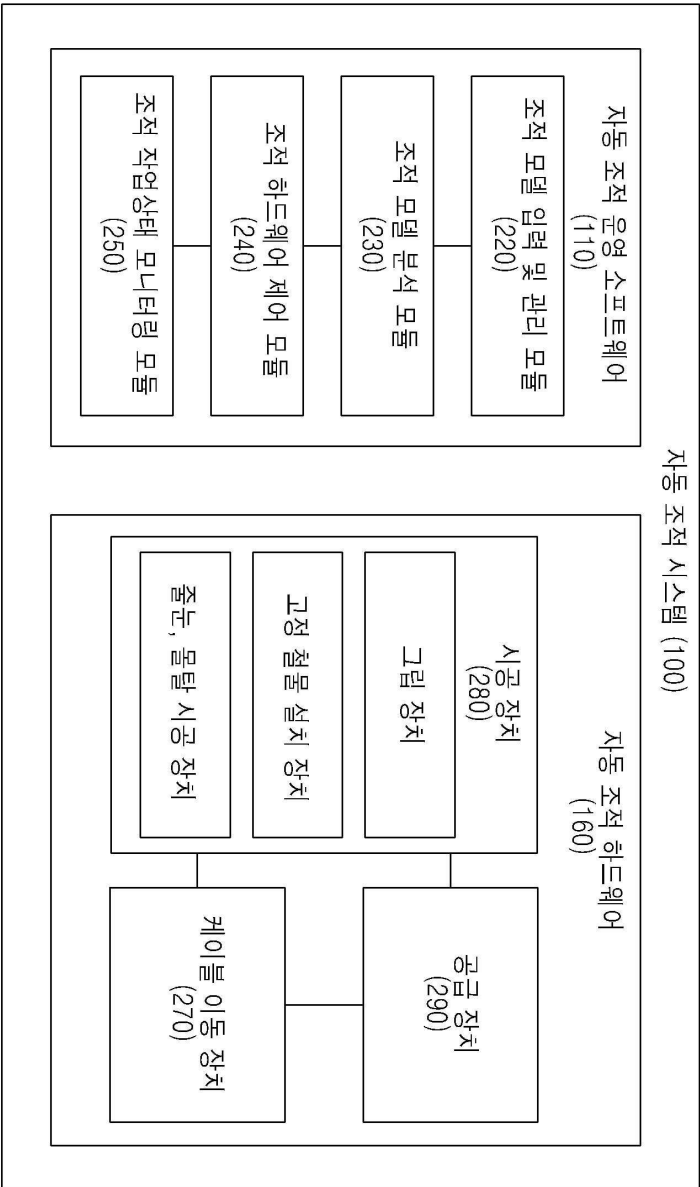 자동 조적 시스템 (100)
자동 조적 운영 소프트웨어
(110)
조적 모델 입력 및 관리 모듈
(220)
조적 모델 분석 모듈
(230)
조적 하드웨어 제어 모듈
(240)
조적 작업상태 모니터링 모듈
(250)
자동 조적 하드웨어
(160)
시공 장치
(280)
그립 장치
고정 철물 설치 장치
줄눈, 몰탈 시공 장치
공급 장치
(290)
케이블 이동 장치
(270)